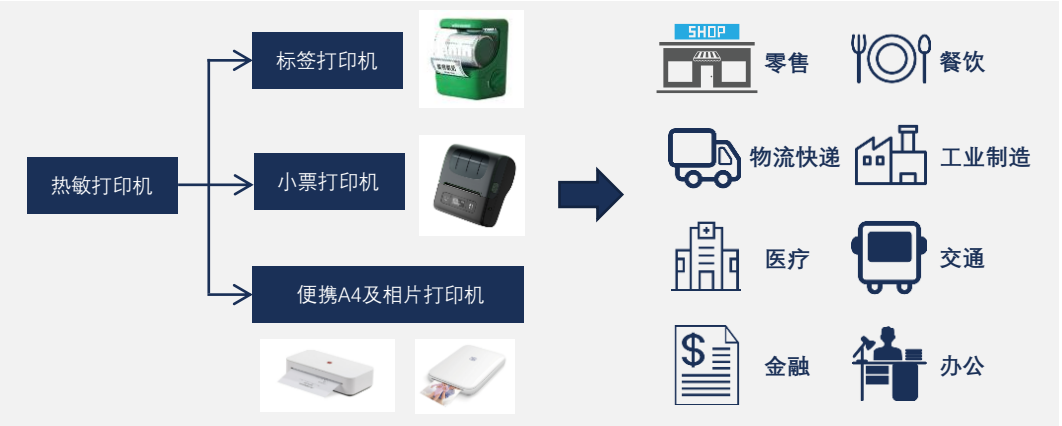 热敏打印机
标签打印机
小票打印机
便携A4及相片打印机
SHOP
零售
餐饮
物流快递
工业制造
医疗
交通
$
金融
办公